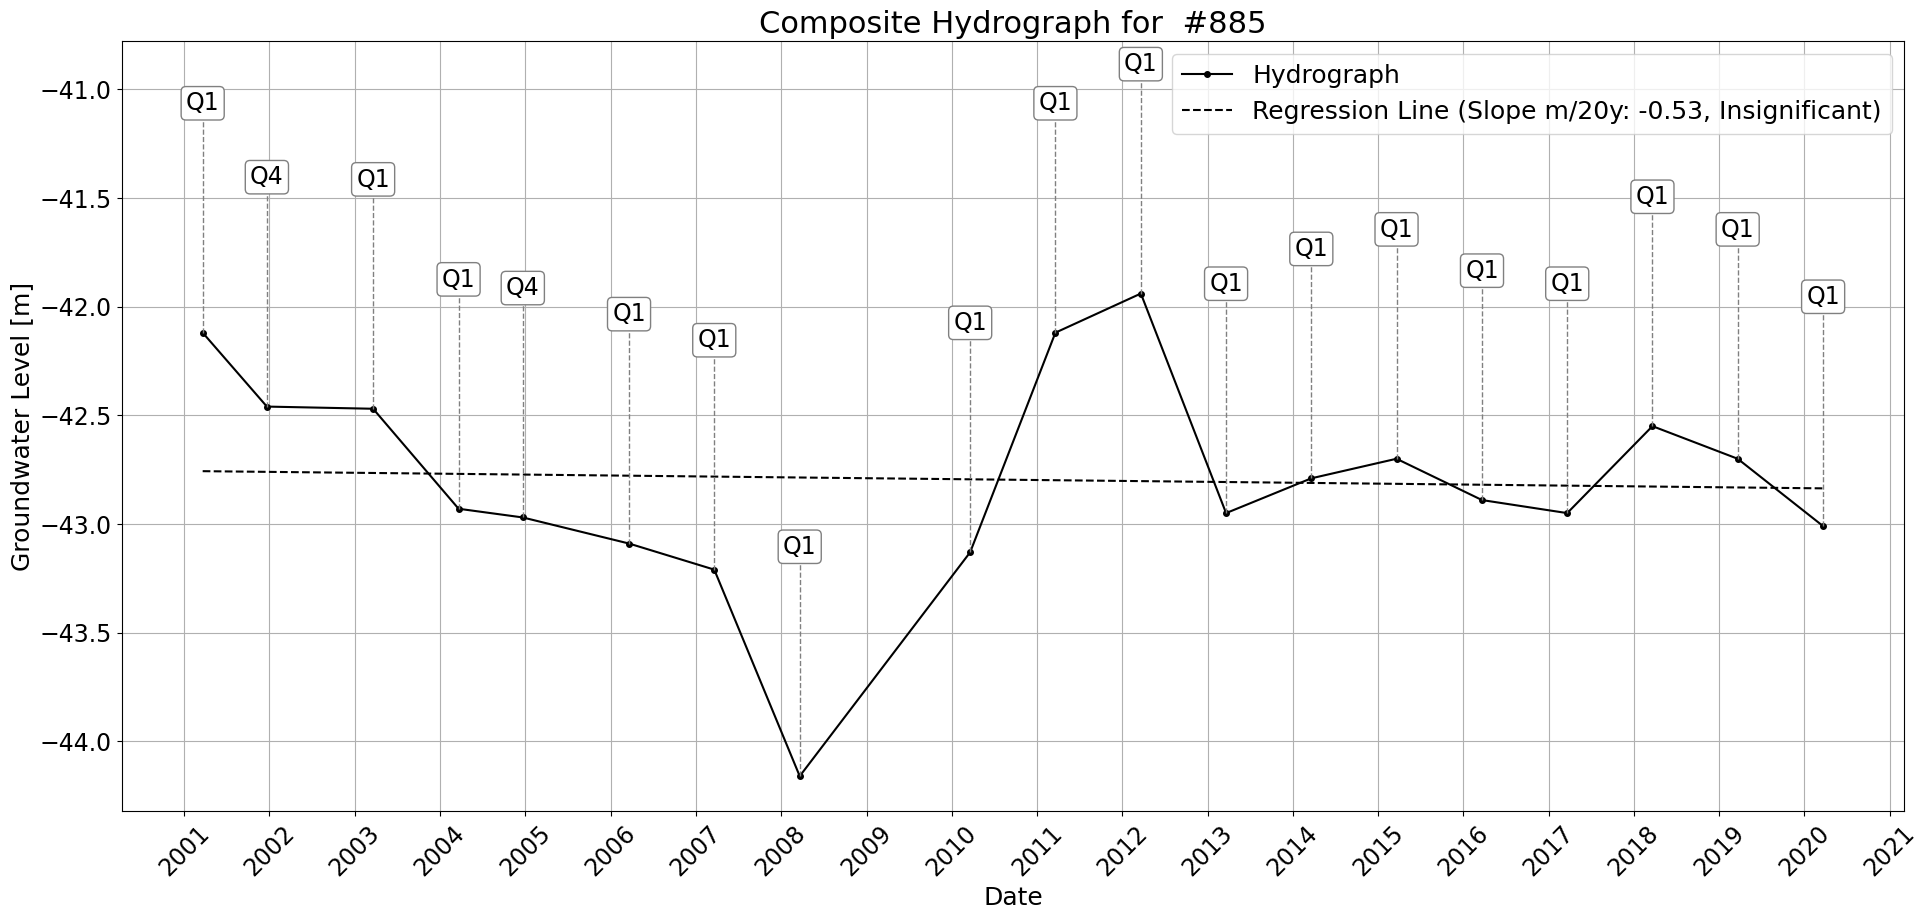 Composite Hydrograph for  #885
Hydrograph
Regression Line (Slope m/20y: -0.53, Insignificant)
Groundwater Level [m]
−41.0
−41.5
−42.0
−42.5
−43.0
−43.5
−44.0
Q1
Q4
Q1
Q1
Q4
Q1
Q1
Q1
Q1
Q1
Q1
Q1
Q1
Q1
Q1
Q1
Q1
Q1
Q1
2001
2002
2003
2004
2005
2006
2007
2008
2009
2010
2011
2012
2013
2014
2015
2016
2017
2018
2019
2020
2021
Date